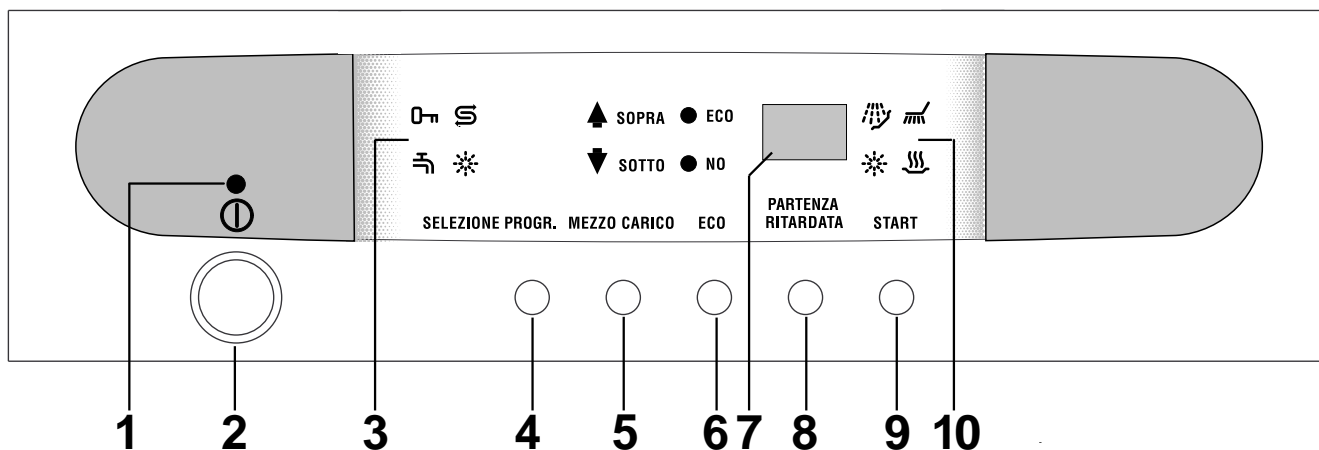 SOPRA ECO
SOTTO NO
SELEZIONE PROGR. MEZZO CARICO ECO PARTENZA RITARDATA START
1 2 3 4 5 6 7 8 9 10